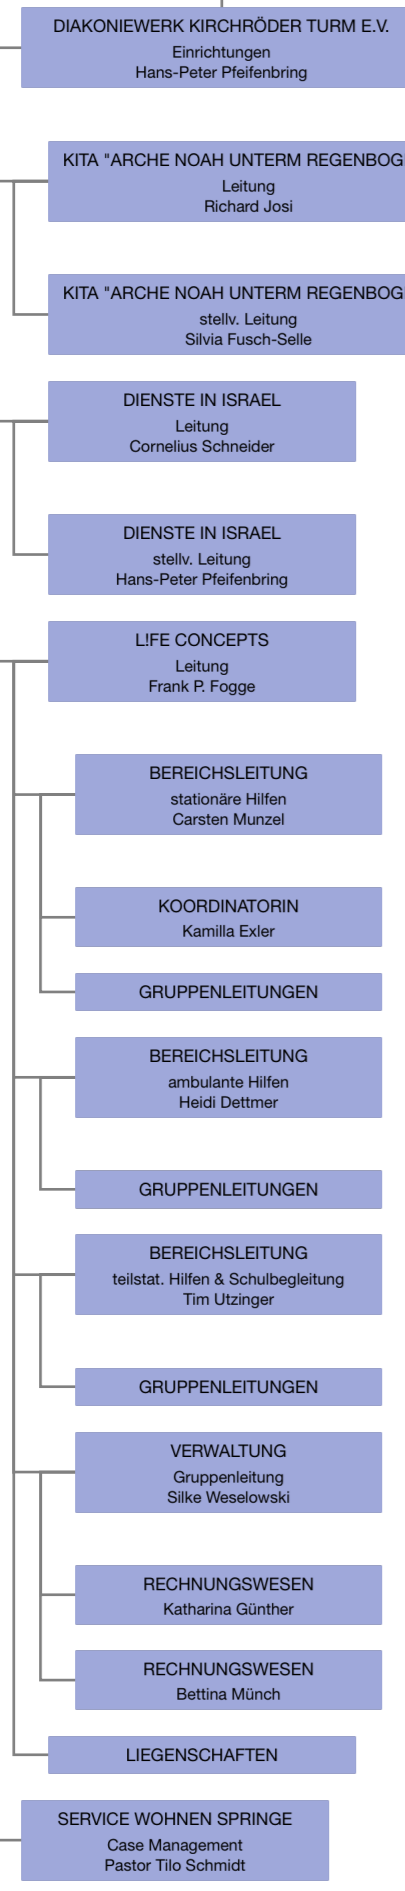 DIAKONIEWERK KIRCHRÖDER TURM E.V.
Einrichtungen
Hans-Peter Pfeifenbring
KITA "ARCHE NOAH UNTERM REGENBOG
Leitung
Richard Josi
KITA "ARCHE NOAH UNTERM REGENBOG
stellv. Leitung
Silvia Fusch-Selle
DIENSTE IN ISRAEL
Leitung
Cornelius Schneider
DIENSTE IN ISRAEL
stellv. Leitung
Hans-Peter Pfeifenbring
L!FE CONCEPTS
Leitung
Frank P. Fogge
BEREICHSLEITUNG
stationäre Hilfen
Carsten Munzel
KOORDINATORIN
Kamilla Exler
GRUPPENLEITUNGEN
BEREICHSLEITUNG
ambulante Hilfen
Heidi Dettmer
GRUPPENLEITUNGEN
BEREICHSLEITUNG
teilstat. Hilfen & Schulbegleitung
Tim Utzinger
GRUPPENLEITUNGEN
VERWALTUNG
Gruppenleitung
Silke Weselowski
RECHNUNGSWESEN
Katharina Günther
RECHNUNGSWESEN
Bettina Münch
LIEGENSCHAFTEN
SERVICE WOHNEN SPRINGE
Case Management
Pastor Tilo Schmidt